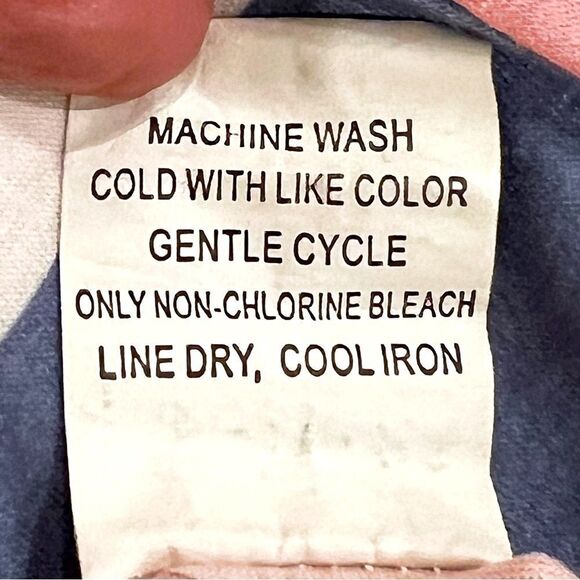 MACHINE WASH
COLD WITH LIKE COLOR
GENTLE CYCLE
ONLY NON-CHLORINE BLEACH
LINE DRY, COOL IRON